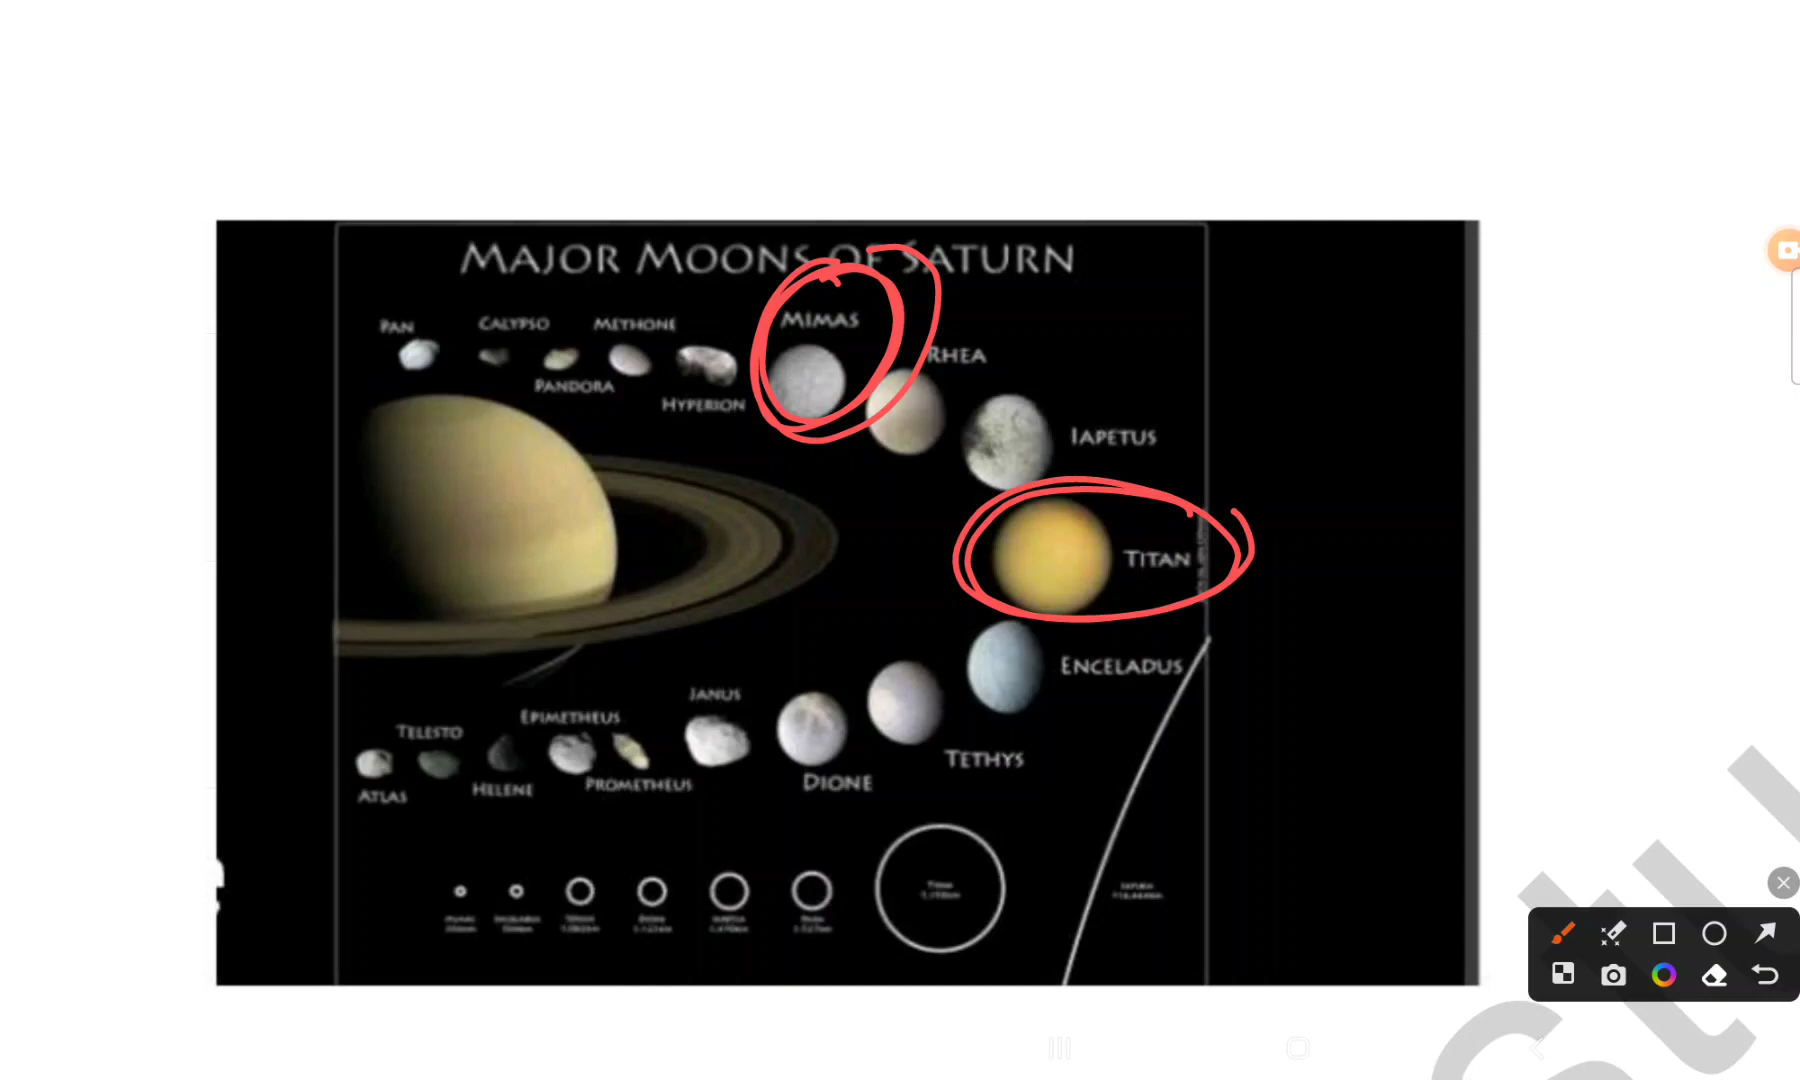 MAJOR MOONS OF SATURN
PAN
CALYPSO
METHONE
MIMAS
PANDORA
HYPERION
RHEA
IAPETUS
TITAN
ENCELADUS
JANUS
EPIMETHEUS
TELESTO
TETHYS
DIONE
PROMETHEUS
HELENE
ATLAS